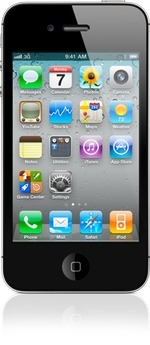 3G 9:41 AM
Messages Calendar Photos Camera
YouTube Stocks Maps Weather
Notes Utilities iTunes App Store
Game Center Settings
Phone Mail Safari iPod